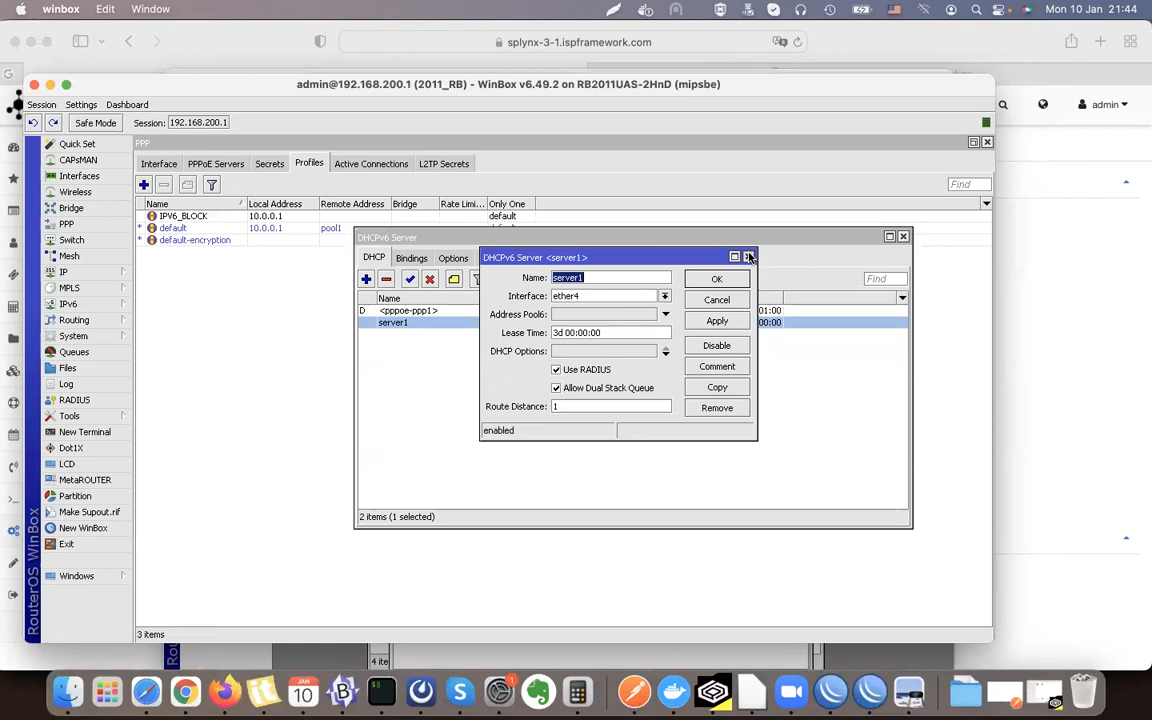 winbox Edit Window Mon 10 Jan 21:44
splynx-3-1.ispframework.com
admin@192.168.200.1 (2011_RB) - WinBox v6.49.2 on RB2011UAS-2HnD (mipsbe)
Session Settings Dashboard
admin
Safe Mode Session: 192.168.200.1
Quick Set
CAPsMAN
Interfaces
Wireless
Bridge
PPP
Switch
Mesh
IP
MPLS
IPv6
Routing
System
Queues
Files
Log
RADIUS
Tools
New Terminal
Dot1X
LCD
MetaROUTER
Partition
Make Supout.rif
New WinBox
Exit
Windows
RouterOS WinBox
PPP
Interface PPPoE Servers Secrets Profiles Active Connections L2TP Secrets
Find
Name / Local Address Remote Address Bridge Rate Limi... Only One
IPV6_BLOCK 10.0.0.1 default
* default 10.0.0.1 pool1
* default-encryption
DHCPv6 Server
DHCP Bindings Options
Find
Name
D <pppoe-ppp1> 01:00
server1 00:00
2 items (1 selected)
DHCPv6 Server <server1>
Name: server1 OK
Interface: ether4 Cancel
Address Pool6: Apply
Lease Time: 3d 00:00:00
DHCP Options: Disable
Use RADIUS Comment
Allow Dual Stack Queue Copy
Route Distance: 1 Remove
enabled
3 items
4 ite
JAN
10
1